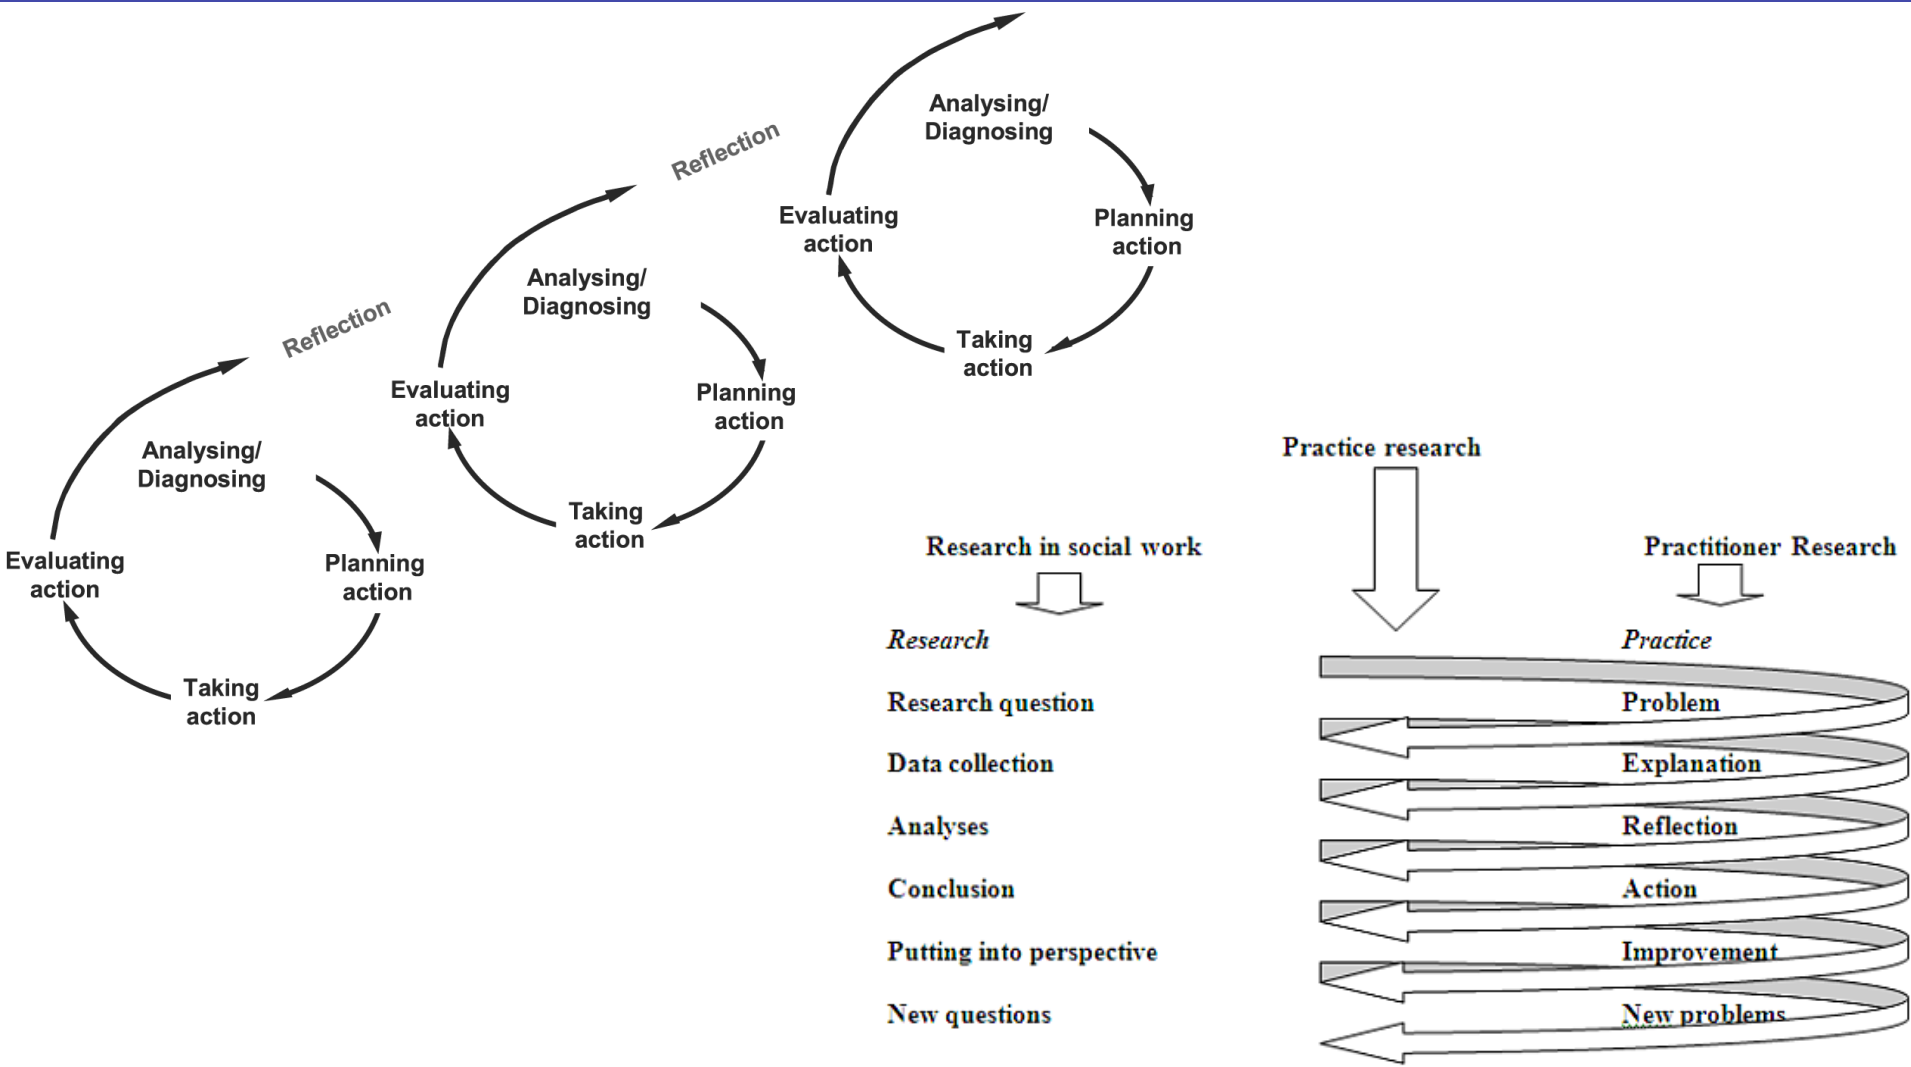 Analysing/
Diagnosing
Planning
action
Taking
action
Evaluating
action
Reflection
Analysing/
Diagnosing
Planning
action
Taking
action
Evaluating
action
Reflection
Analysing/
Diagnosing
Planning
action
Taking
action
Evaluating
action
Practice research
Research in social work
Practitioner Research
Research
Practice
Research question
Problem
Data collection
Explanation
Analyses
Reflection
Conclusion
Action
Putting into perspective
Improvement
New questions
New problems